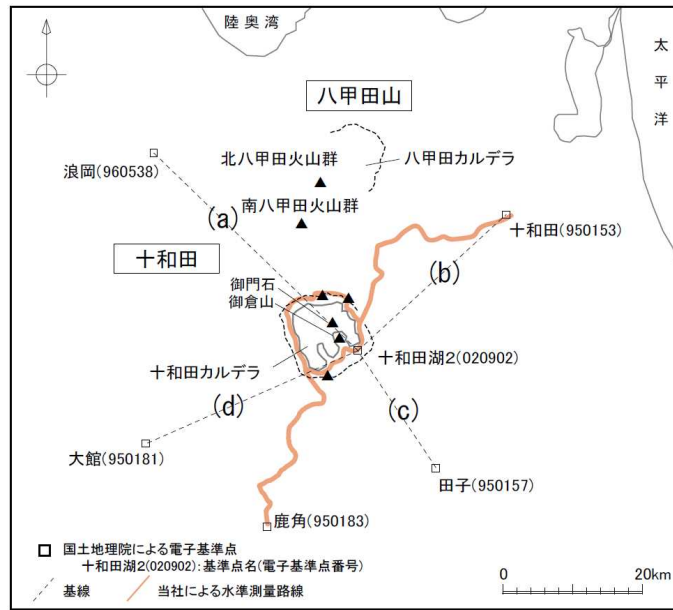 陸奥湾
太平洋
八甲田山
北八甲田火山群
八甲田カルデラ
浪岡(960538)
南八甲田火山群
(a)
十和田(950153)
十和田
(b)
御門石
御倉山
十和田湖2(020902)
十和田カルデラ
(d)
(c)
大館(950181)
田子(950157)
鹿角(950183)
国土地理院による電子基準点
十和田湖2(020902):基準点名(電子基準点番号)
基線
当社による水準測量路線
0
20km